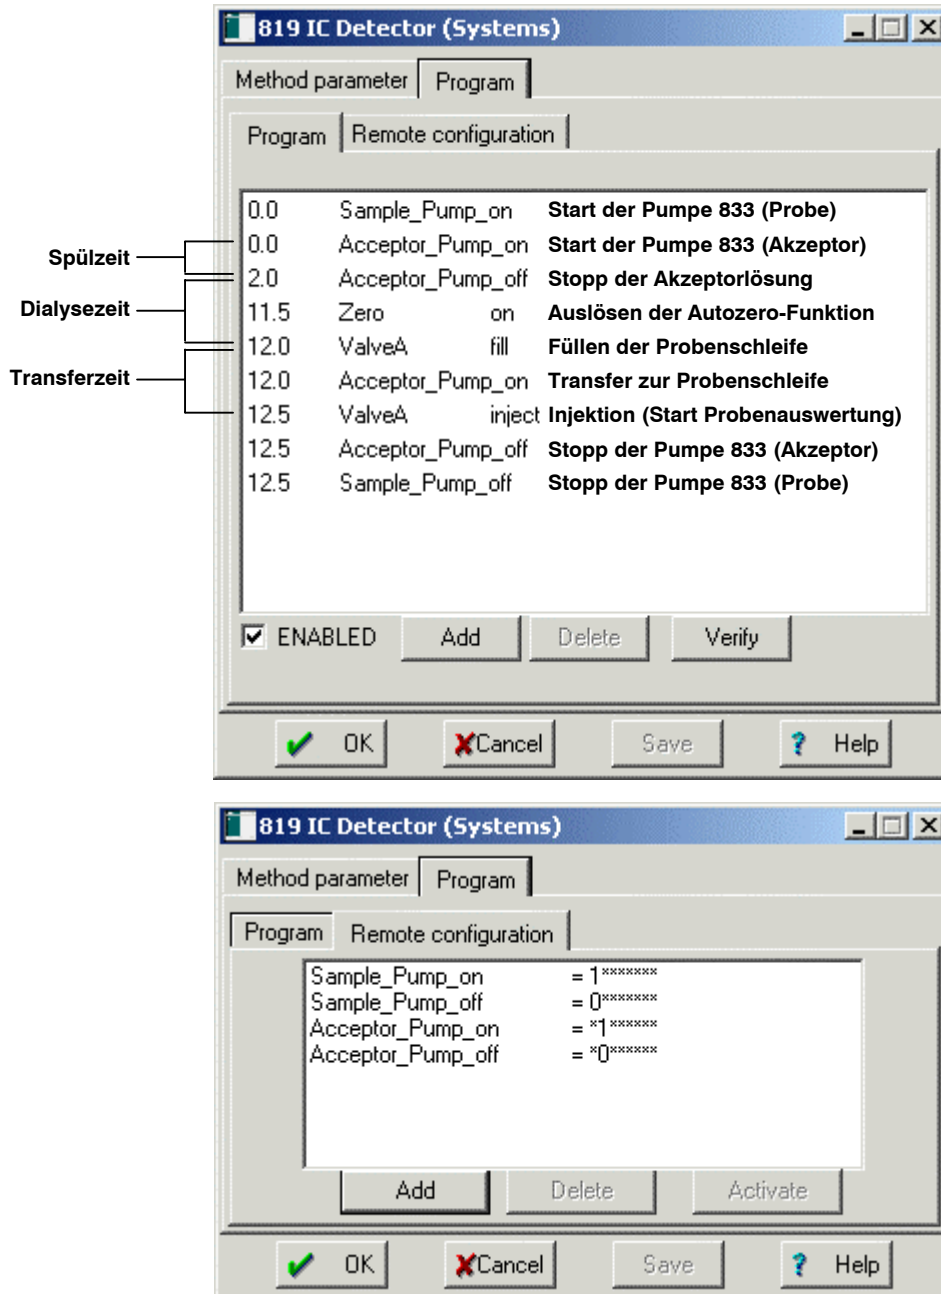 819 IC Detector (Systems)
Method parameter Program
Program Remote configuration
0.0 Sample_Pump_on Start der Pumpe 833 (Probe)
0.0 Acceptor_Pump_on Start der Pumpe 833 (Akzeptor)
Spülzeit
2.0 Acceptor_Pump_off Stopp der Akzeptorlösung
Dialysezeit
11.5 Zero on Auslösen der Autozero-Funktion
12.0 ValveA fill Füllen der Probenschleife
Transferzeit
12.0 Acceptor_Pump_on Transfer zur Probenschleife
12.5 ValveA inject Injektion (Start Probenauswertung)
12.5 Acceptor_Pump_off Stopp der Pumpe 833 (Akzeptor)
12.5 Sample_Pump_off Stopp der Pumpe 833 (Probe)
ENABLED Add Delete Verify
OK Cancel Save Help
819 IC Detector (Systems)
Method parameter Program
Program Remote configuration
Sample_Pump_on = 1*******
Sample_Pump_off = 0*******
Acceptor_Pump_on = *1******
Acceptor_Pump_off = *0******
Add Delete Activate
OK Cancel Save Help